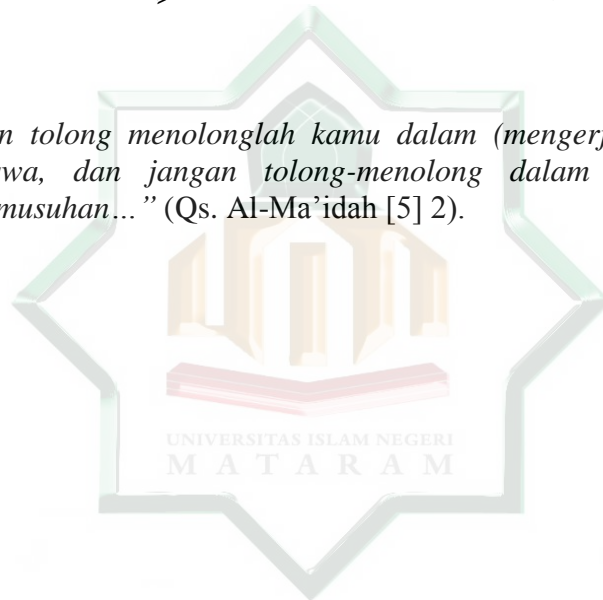 n tolong menolonglah kamu dalam (mengerj
wa, dan jangan tolong-menolong dalam
musuhan…” (Qs. Al-Ma’idah [5] 2).
UNIVERSITAS ISLAM NEGERI
MATARAM